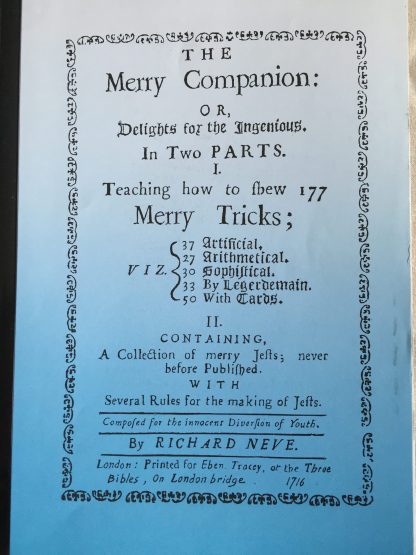 THE
Merry Companion:
OR,
Delights for the Ingenious.
In Two PARTS.
I.
Teaching how to ſhew 177
Merry Tricks;
VIZ.
37 Artificial.
27 Arithmetical.
30 Sophiſtical.
33 By Legerdemain.
50 With Cards.
II.
CONTAINING,
A Collection of merry Jeſts; never
before Publiſhed.
WITH
Several Rules for the making of Jeſts.
Compoſed for the innocent Diverſion of Youth.
By RICHARD NEVE.
London: Printed for Eben. Tracey, at the Three
Bibles, On London bridge 1716